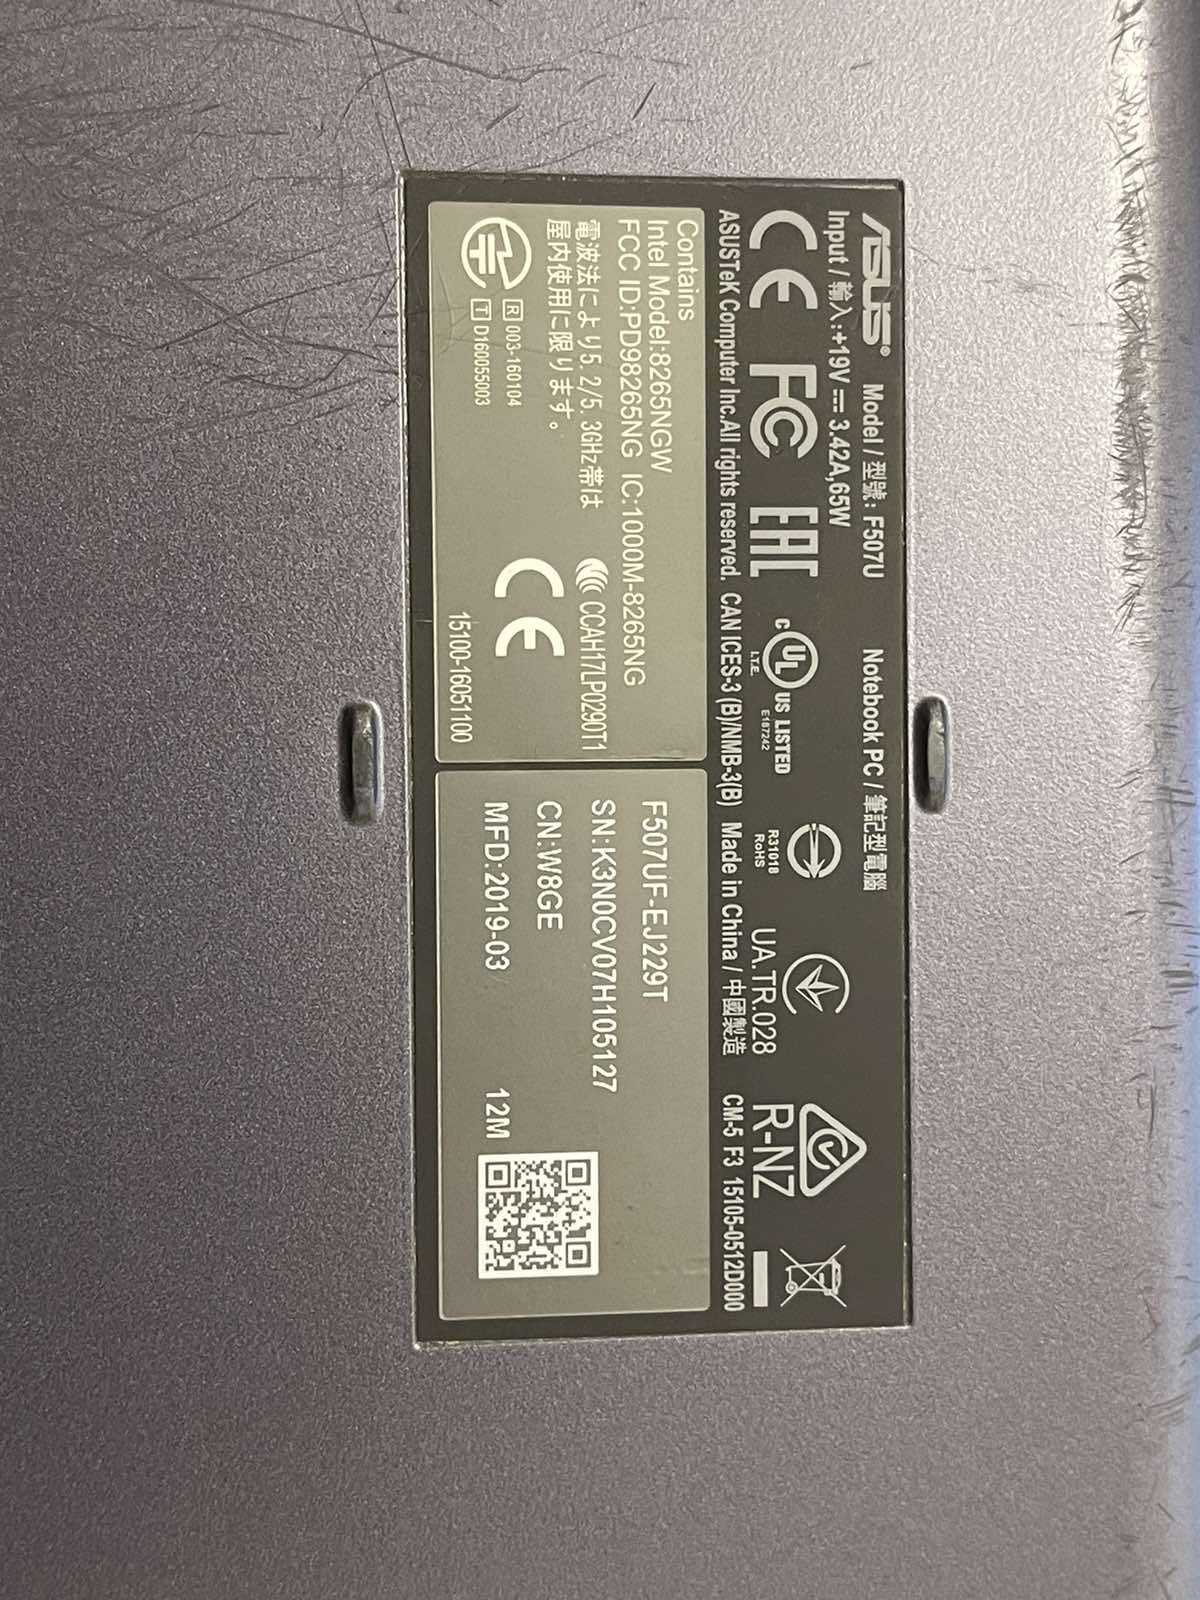 ASUS® Model / 型號: F507U Notebook PC / 筆記型電腦
Input / 輸入:+19V⎓3.42A,65W
CE FC EAC
c UL US LISTED
I.T.E. E187242
R31018
RoHS
UA.TR.028
R-NZ
ASUSTeK Computer Inc.All rights reserved. CAN ICES-3 (B)/NMB-3(B) Made in China / 中國製造 CM-5 F3 15105-0512D000
Contains
Intel Model:8265NGW
FCC ID:PD98265NG IC:1000M-8265NG
電波法により5.2/5.3GHz帯は
屋内使用に限ります。
CCAH17LP0290T1
R 003-160104
T D160055003
CE
15100-16051100
F507UF-EJ229T
SN:K3N0CV07H105127
CN:W8GE
MFD:2019-03 12M